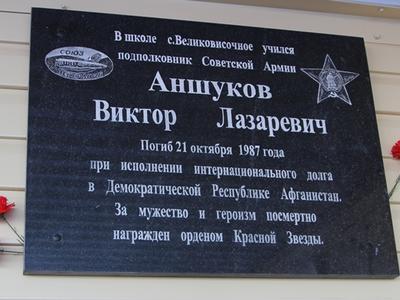 В школе с.Великовисочное учился
подполковник Советской Армии
СОЮЗ
Аншуков
Виктор Лазаревич
Погиб 21 октября 1987 года
при исполнении интернационального долга
в Демократической Республике Афганистан.
За мужество и героизм посмертно
награжден орденом Красной Звезды.